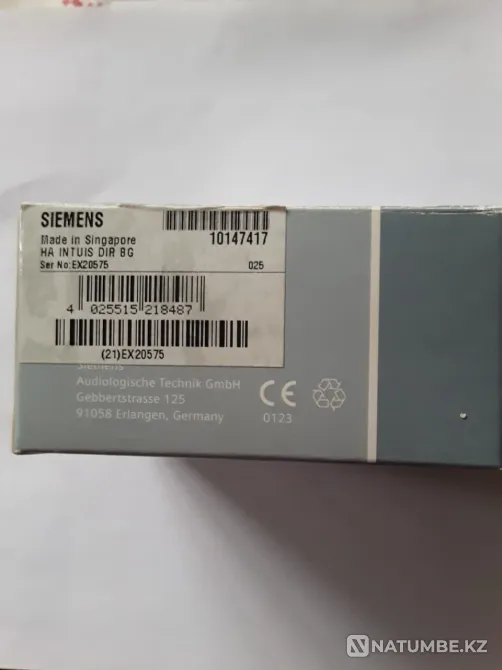 SIEMENS
Made in Singapore
10147417
HA INTUIS DIR BG
Ser No:EX20575
025
4 025515 218487
(21)EX20575
Siemens
Audiologische Technik GmbH
Gebbertstrasse 125
91058 Erlangen, Germany
CE
0123
NATUMBE.KZ